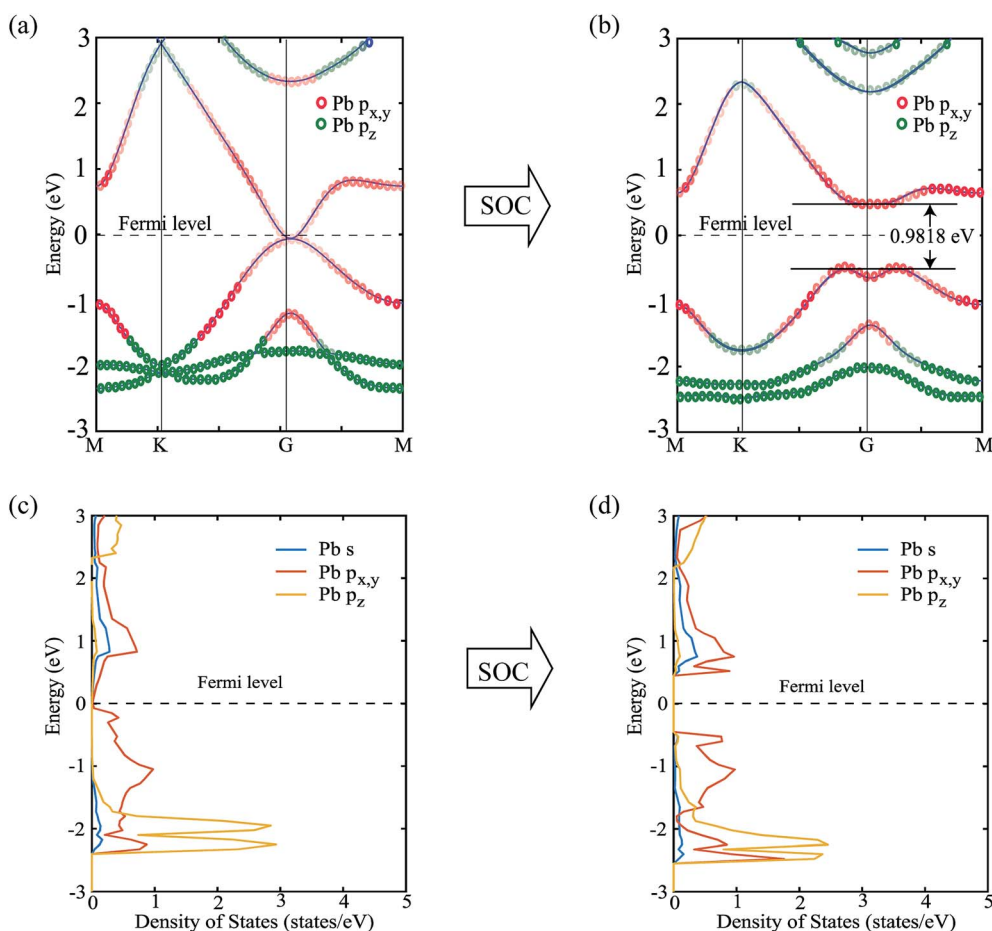 (a)
3
2
1
0
-1
-2
-3
Energy (eV)
Pb px,y
Pb pz
Fermi level
M K G M
SOC
(b)
3
2
1
0
-1
-2
-3
Energy (eV)
Pb px,y
Pb pz
Fermi level
0.9818 eV
M K G M
(c)
3
2
1
0
-1
-2
-3
Energy (eV)
Pb s
Pb px,y
Pb pz
Fermi level
0 1 2 3 4 5
Density of States (states/eV)
SOC
(d)
3
2
1
0
-1
-2
-3
Energy (eV)
Pb s
Pb px,y
Pb pz
Fermi level
0 1 2 3 4 5
Density of States (states/eV)